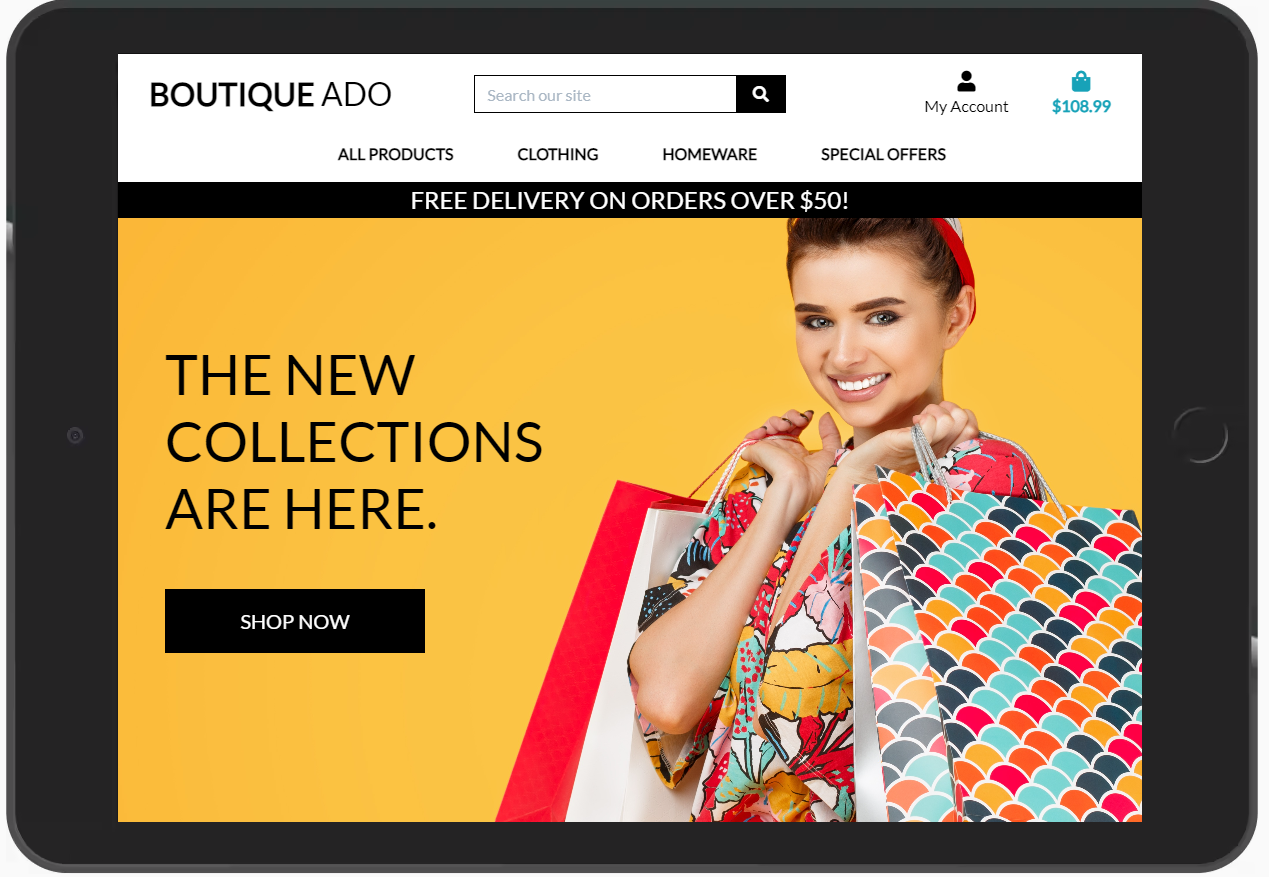 BOUTIQUE ADO
Search our site
My Account
$108.99
ALL PRODUCTS
CLOTHING
HOMEWARE
SPECIAL OFFERS
FREE DELIVERY ON ORDERS OVER $50!
THE NEW
COLLECTIONS
ARE HERE.
SHOP NOW